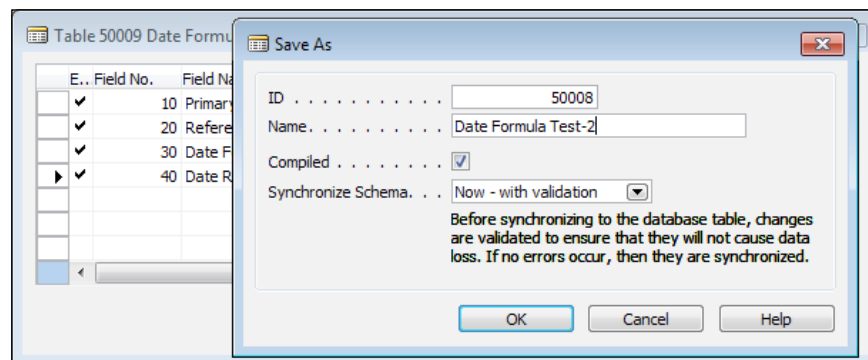 Table 50009 Date Formu
E.. Field No. Field Na
10 Primary
20 Refere
30 Date F
40 Date R
Save As
ID . . . . . . . . . . . 50008
Name. . . . . . . . . . Date Formula Test-2
Compiled . . . . . . . .
Synchronize Schema. . . Now - with validation
Before synchronizing to the database table, changes
are validated to ensure that they will not cause data
loss. If no errors occur, then they are synchronized.
OK Cancel Help